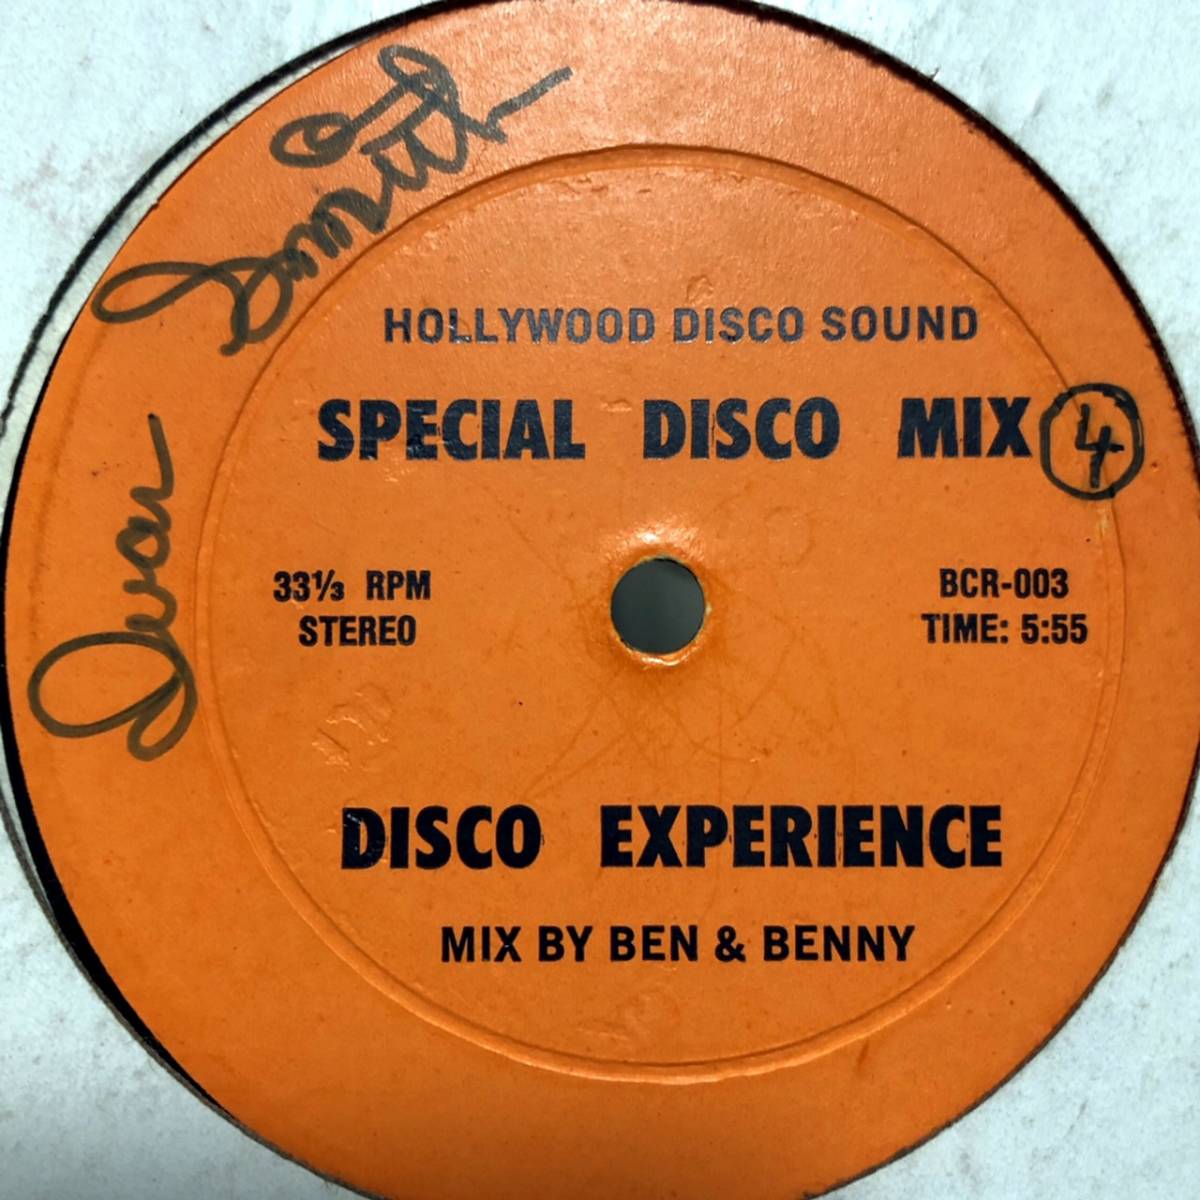 Ivan Smith
HOLLYWOOD DISCO SOUND
SPECIAL DISCO MIX 4
33⅓ RPM
STEREO
BCR-003
TIME: 5:55
DISCO EXPERIENCE
MIX BY BEN & BENNY